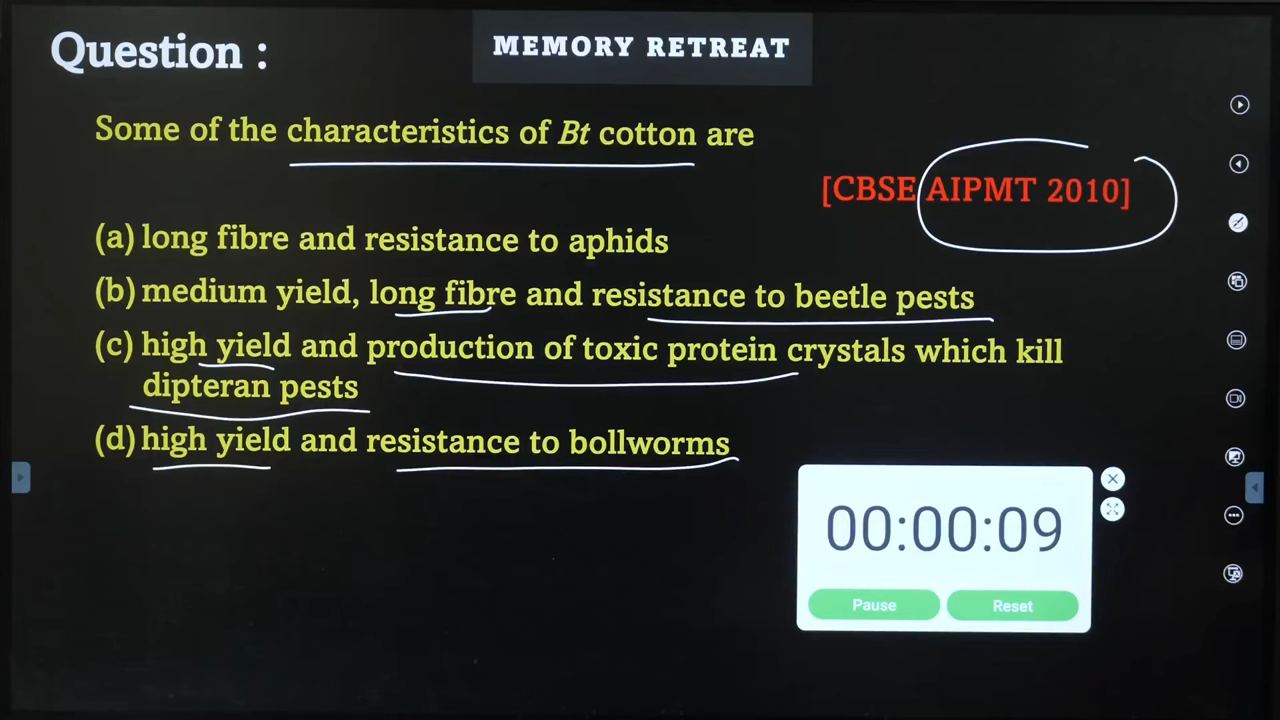 Question :
MEMORY RETREAT
Some of the characteristics of Bt cotton are
[CBSE AIPMT 2010]
(a) long fibre and resistance to aphids
(b) medium yield, long fibre and resistance to beetle pests
(c) high yield and production of toxic protein crystals which kill
dipteran pests
(d) high yield and resistance to bollworms
00:00:09
Pause
Reset